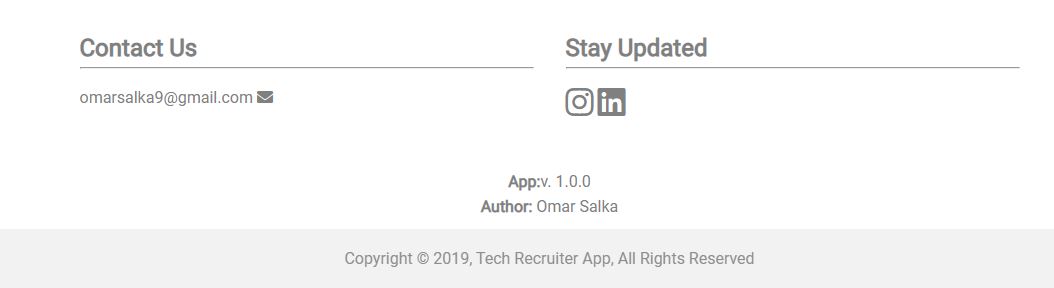 Contact Us
omarsalka9@gmail.com
Stay Updated
in
App:v. 1.0.0
Author: Omar Salka
Copyright © 2019, Tech Recruiter App, All Rights Reserved